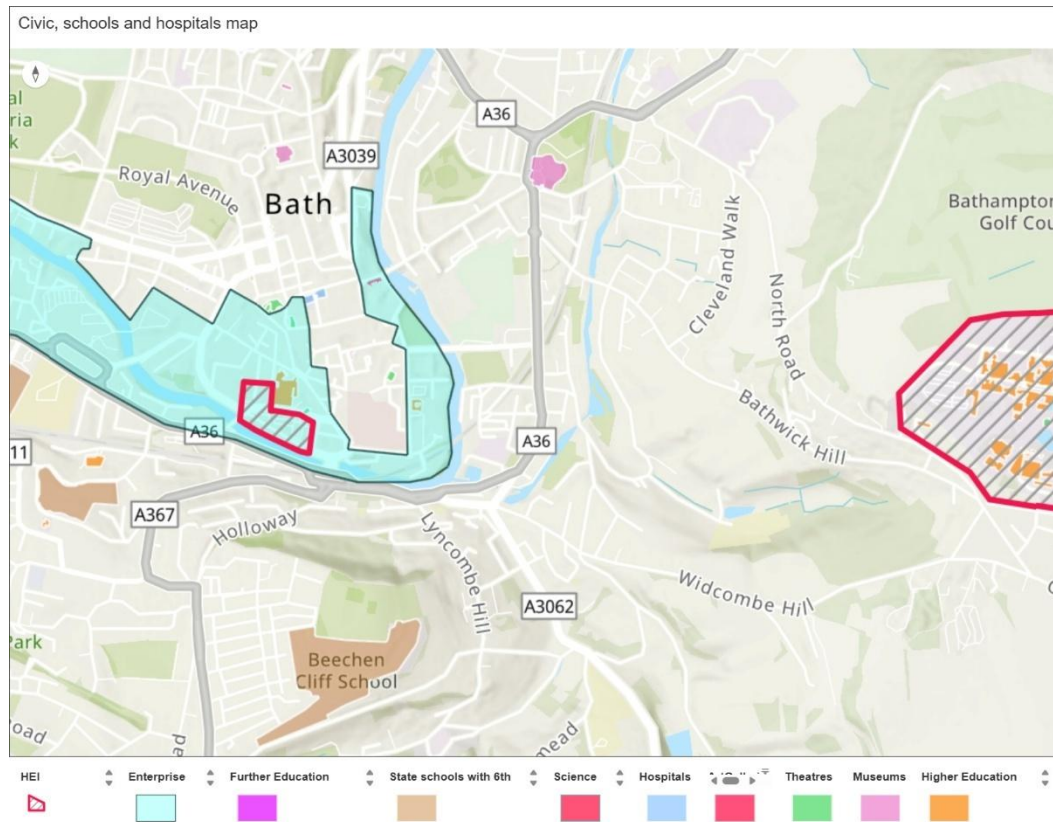 Civic, schools and hospitals map
al
ria
k
A36
A3039
Royal Avenue
Bath
Bathampton
Golf Cou
Cleveland Walk
North Road
A36
A36
Bathwick Hill
11
A367
Holloway
Lyncombe Hill
Widcombe Hill
A3062
Park
Beechen
Cliff School
oad
ad
mead
HEI
Enterprise
Further Education
State schools with 6th
Science
Hospitals
Theatres
Museums
Higher Education